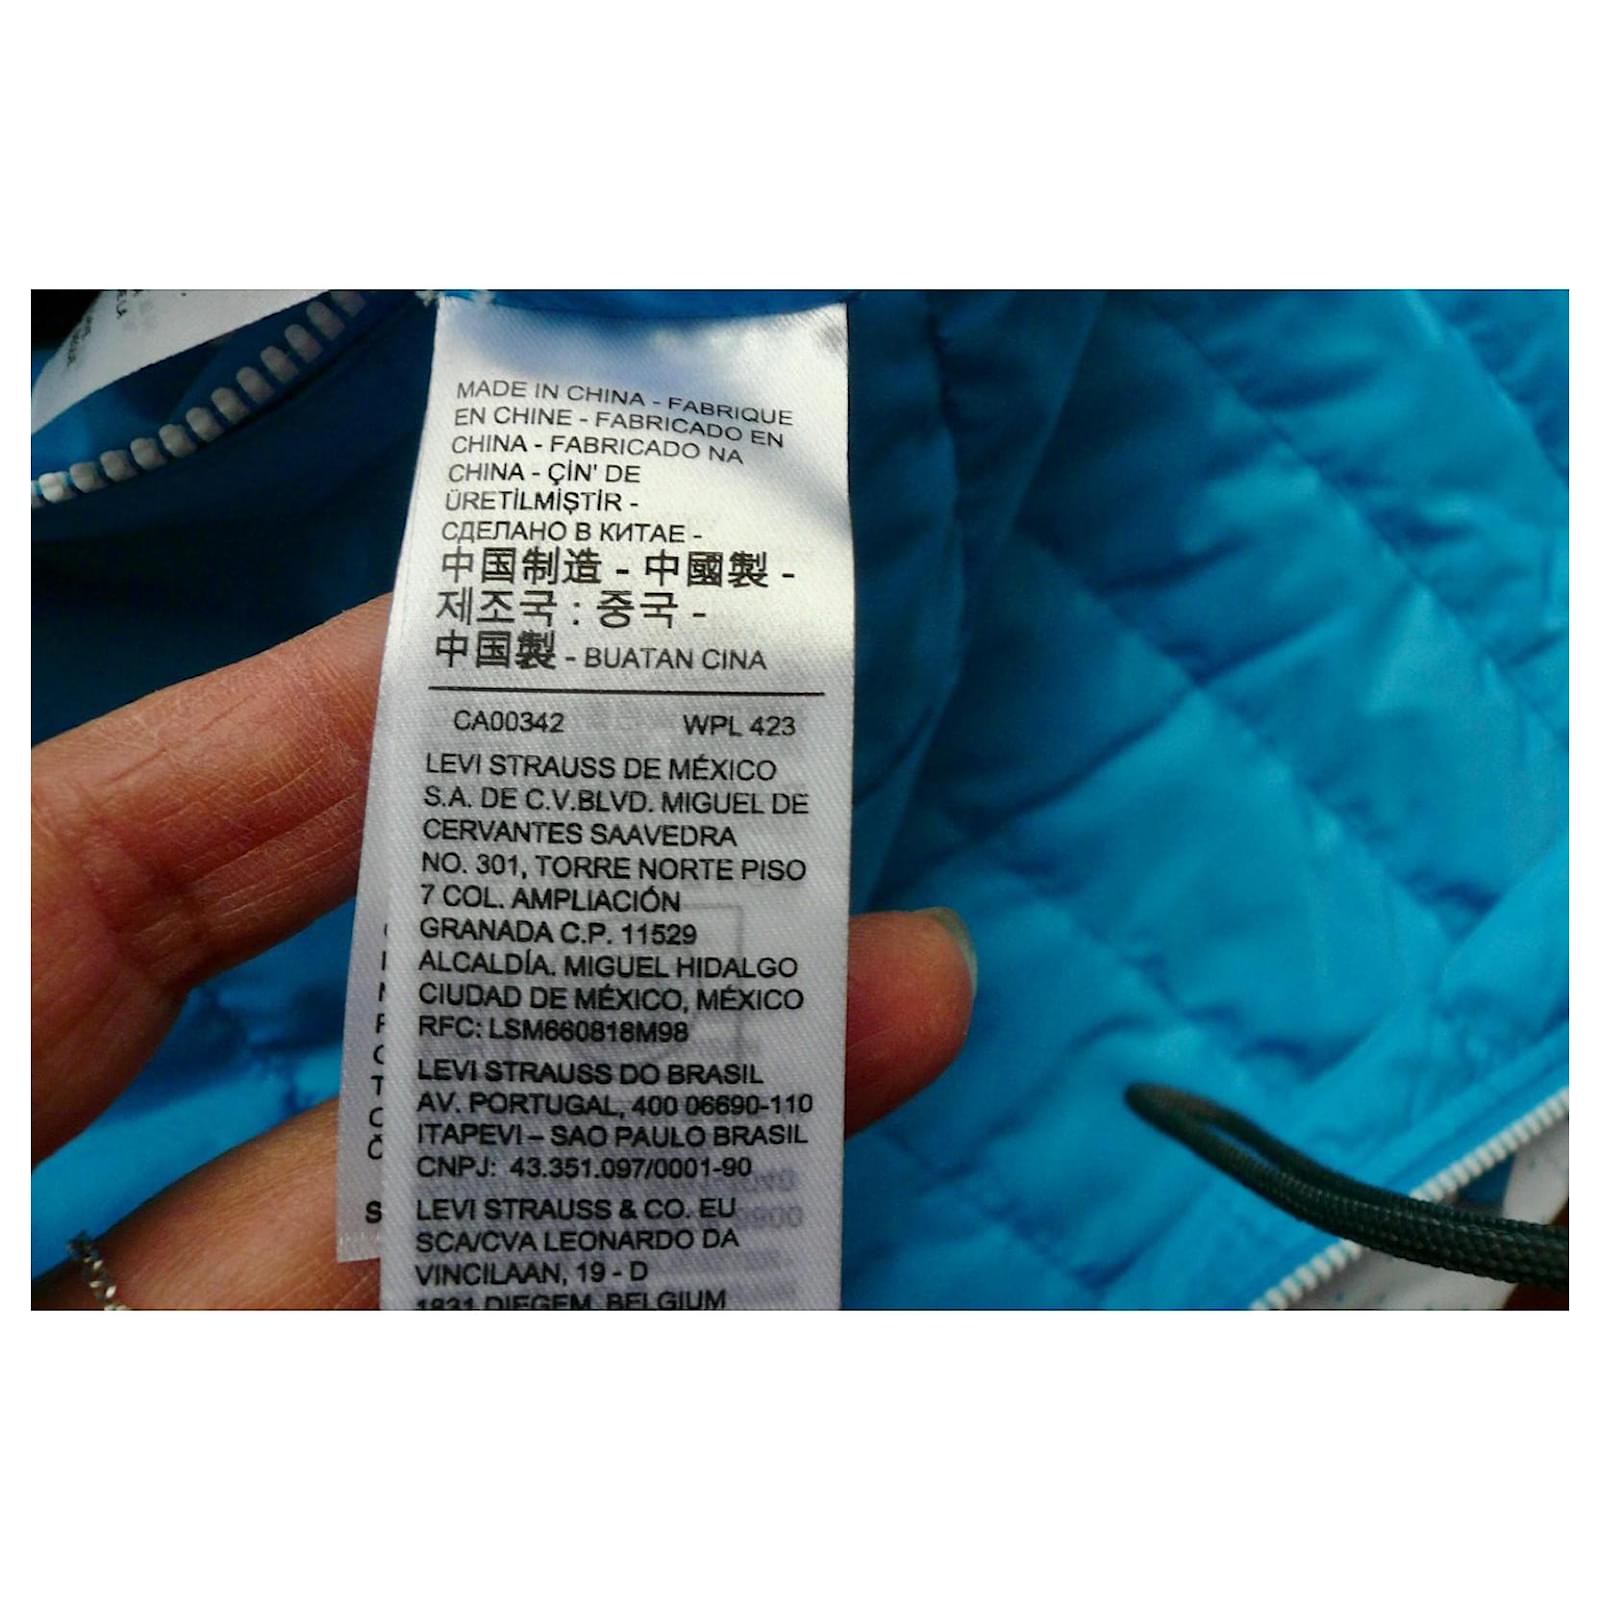 MADE IN CHINA - FABRIQUE
EN CHINE - FABRICADO EN
CHINA - FABRICADO NA
CHINA - ÇİN' DE
ÜRETİLMİŞTİR -
СДЕЛАНО В КИТАЕ -
中国制造 - 中國製 -
제조국 : 중국 -
中国製 - BUATAN CINA
CA00342 WPL 423
LEVI STRAUSS DE MÉXICO
S.A. DE C.V.BLVD. MIGUEL DE
CERVANTES SAAVEDRA
NO. 301, TORRE NORTE PISO
7 COL. AMPLIACIÓN
GRANADA C.P. 11529
ALCALDÍA. MIGUEL HIDALGO
CIUDAD DE MÉXICO, MÉXICO
RFC: LSM660818M98
LEVI STRAUSS DO BRASIL
AV. PORTUGAL, 400 06690-110
ITAPEVI – SAO PAULO BRASIL
CNPJ: 43.351.097/0001-90
LEVI STRAUSS & CO. EU
SCA/CVA LEONARDO DA
VINCILAAN, 19 - D
1831 DIEGEM, BELGIUM